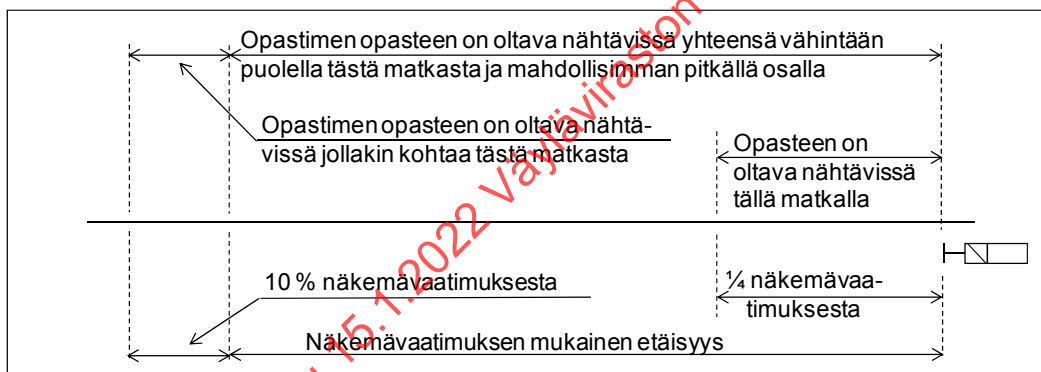 Opastimen opasteen on oltava nähtävissä yhteensä vähintään
puolella tästä matkasta ja mahdollisimman pitkällä osalla
Opastimen opasteen on oltava nähtä-
vissä jollakin kohtaa tästä matkasta
Opasteen on
oltava nähtävissä
tällä matkalla
10 % näkemävaatimuksesta
¼ näkemävaa-
timuksesta
Näkemävaatimuksen mukainen etäisyys
15.1.2022 Väyläviraston